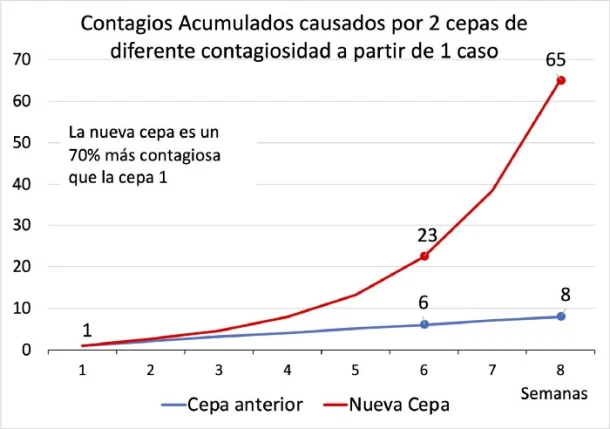 Contagios Acumulados causados por 2 cepas de
diferente contagiosidad a partir de 1 caso
70
65
60
La nueva cepa es un
70% más contagiosa
que la cepa 1
50
40
30
23
20
10
6
8
1
0
1 2 3 4 5 6 7 8
Semanas
Cepa anterior Nueva Cepa